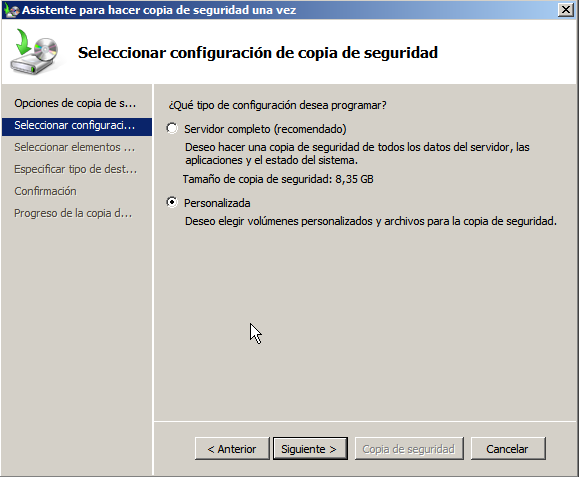 Asistente para hacer copia de seguridad una vez
Seleccionar configuración de copia de seguridad
Opciones de copia de s...
Seleccionar configuraci...
Seleccionar elementos ...
Especificar tipo de dest...
Confirmación
Progreso de la copia d...
¿Qué tipo de configuración desea programar?
Servidor completo (recomendado)
Deseo hacer una copia de seguridad de todos los datos del servidor, las
aplicaciones y el estado del sistema.
Tamaño de copia de seguridad: 8,35 GB
Personalizada
Deseo elegir volúmenes personalizados y archivos para la copia de seguridad.
< Anterior
Siguiente >
Copia de seguridad
Cancelar